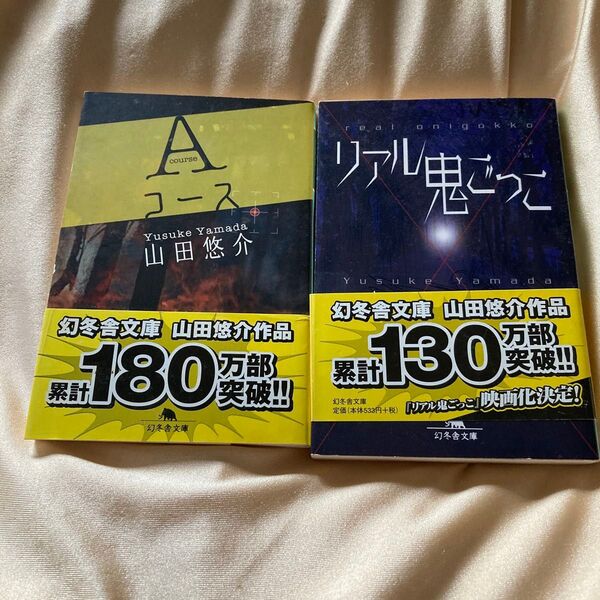 A
course
コース
Yusuke Yamada
山田悠介
幻冬舎文庫 山田悠介作品
累計180万部突破!!
幻冬舎文庫
real onigokko
リアル鬼ごっこ
Yusuke Yamada
幻冬舎文庫 山田悠介作品
累計130万部突破!!
幻冬舎文庫
定価(本体533円+税)
『リアル鬼ごっこ』映画化決定!
幻冬舎文庫